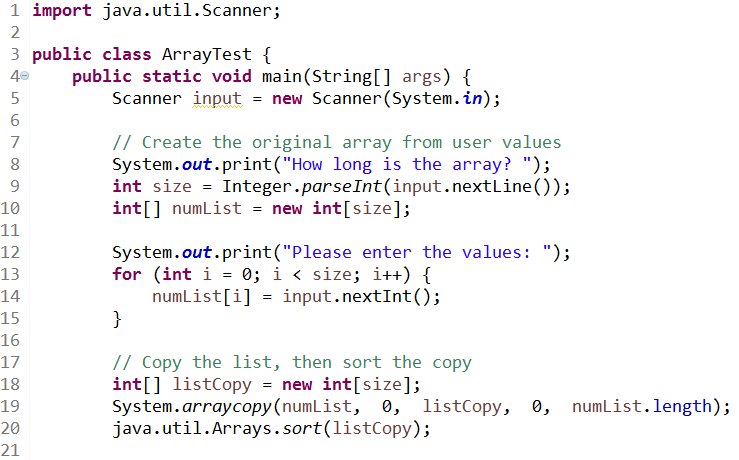 1 import java.util.Scanner;
2
3 public class ArrayTest {
4     public static void main(String[] args) {
5         Scanner input = new Scanner(System.in);
6
7         // Create the original array from user values
8         System.out.print("How long is the array? ");
9         int size = Integer.parseInt(input.nextLine());
10         int[] numList = new int[size];
11
12         System.out.print("Please enter the values: ");
13         for (int i = 0; i < size; i++) {
14             numList[i] = input.nextInt();
15         }
16
17         // Copy the list, then sort the copy
18         int[] listCopy = new int[size];
19         System.arraycopy(numList, 0, listCopy, 0, numList.length);
20         java.util.Arrays.sort(listCopy);
21